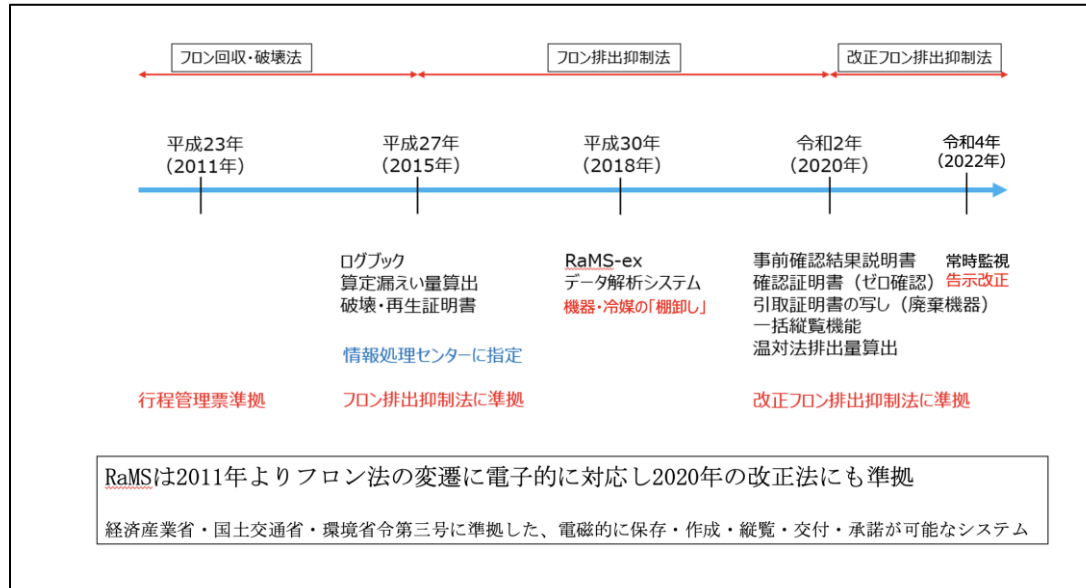 フロン回収・破壊法
フロン排出抑制法
改正フロン排出抑制法
平成23年
(2011年)
平成27年
(2015年)
平成30年
(2018年)
令和2年
(2020年)
令和4年
(2022年)
ログブック
算定漏えい量算出
破壊・再生証明書
情報処理センターに指定
RaMS-ex
データ解析システム
機器・冷媒の「棚卸し」
事前確認結果説明書
確認証明書（ゼロ確認）
引取証明書の写し（廃棄機器）
一括縦覧機能
温対法排出量算出
常時監視
告示改正
行程管理票準拠
フロン排出抑制法に準拠
改正フロン排出抑制法に準拠
RaMSは2011年よりフロン法の変遷に電子的に対応し2020年の改正法にも準拠
経済産業省・国土交通省・環境省令第三号に準拠した、電磁的に保存・作成・縦覧・交付・承諾が可能なシステム